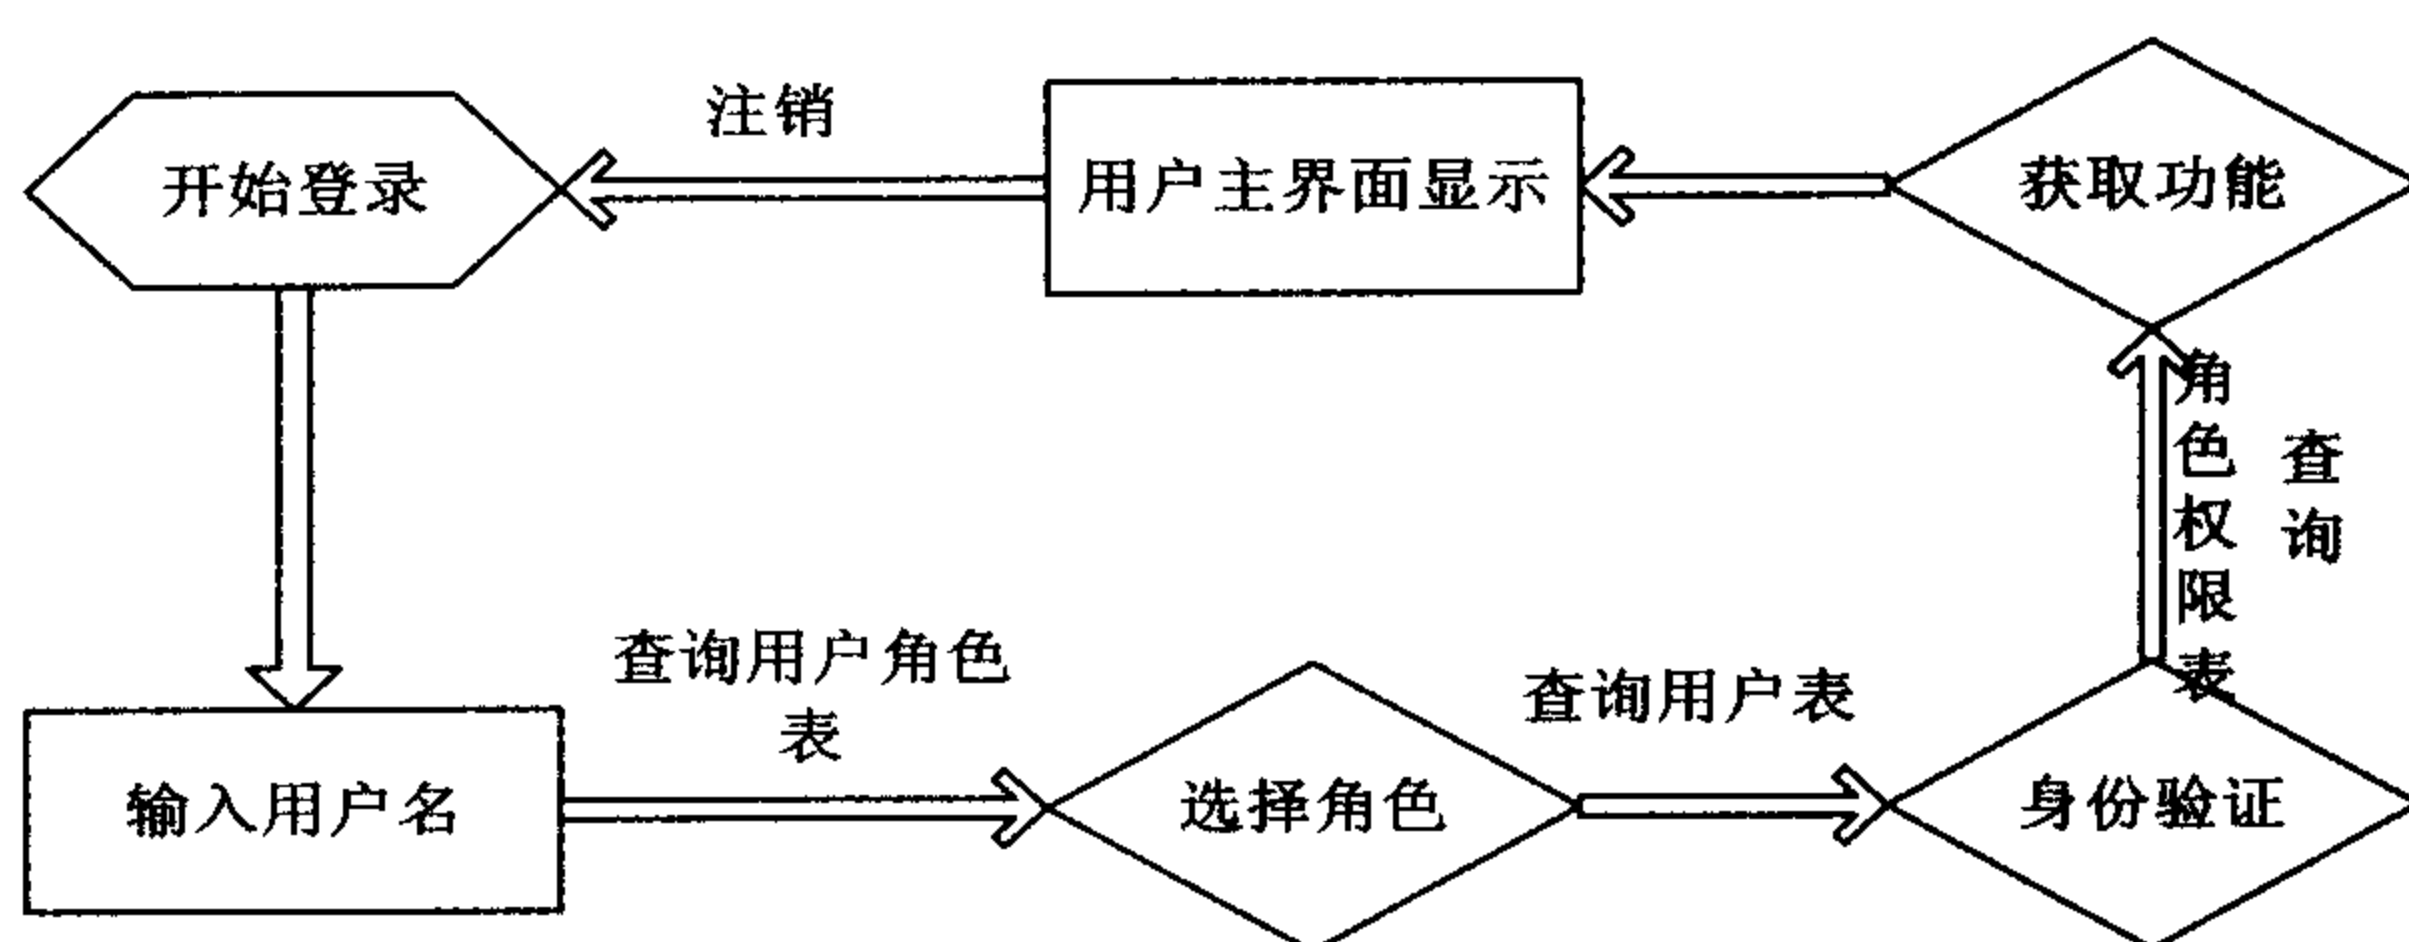 注销
开始登录
用户主界面显示
获取功能
查询
角色权限表
查询用户角色
表
查询用户表
输入用户名
选择角色
身份验证